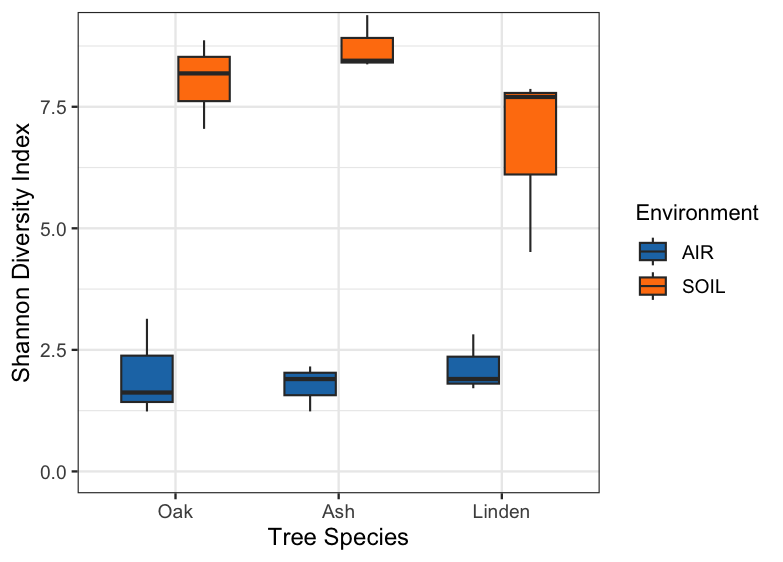 Shannon Diversity Index
7.5
5.0
2.5
0.0
Oak
Ash
Linden
Tree Species
Environment
AIR
SOIL